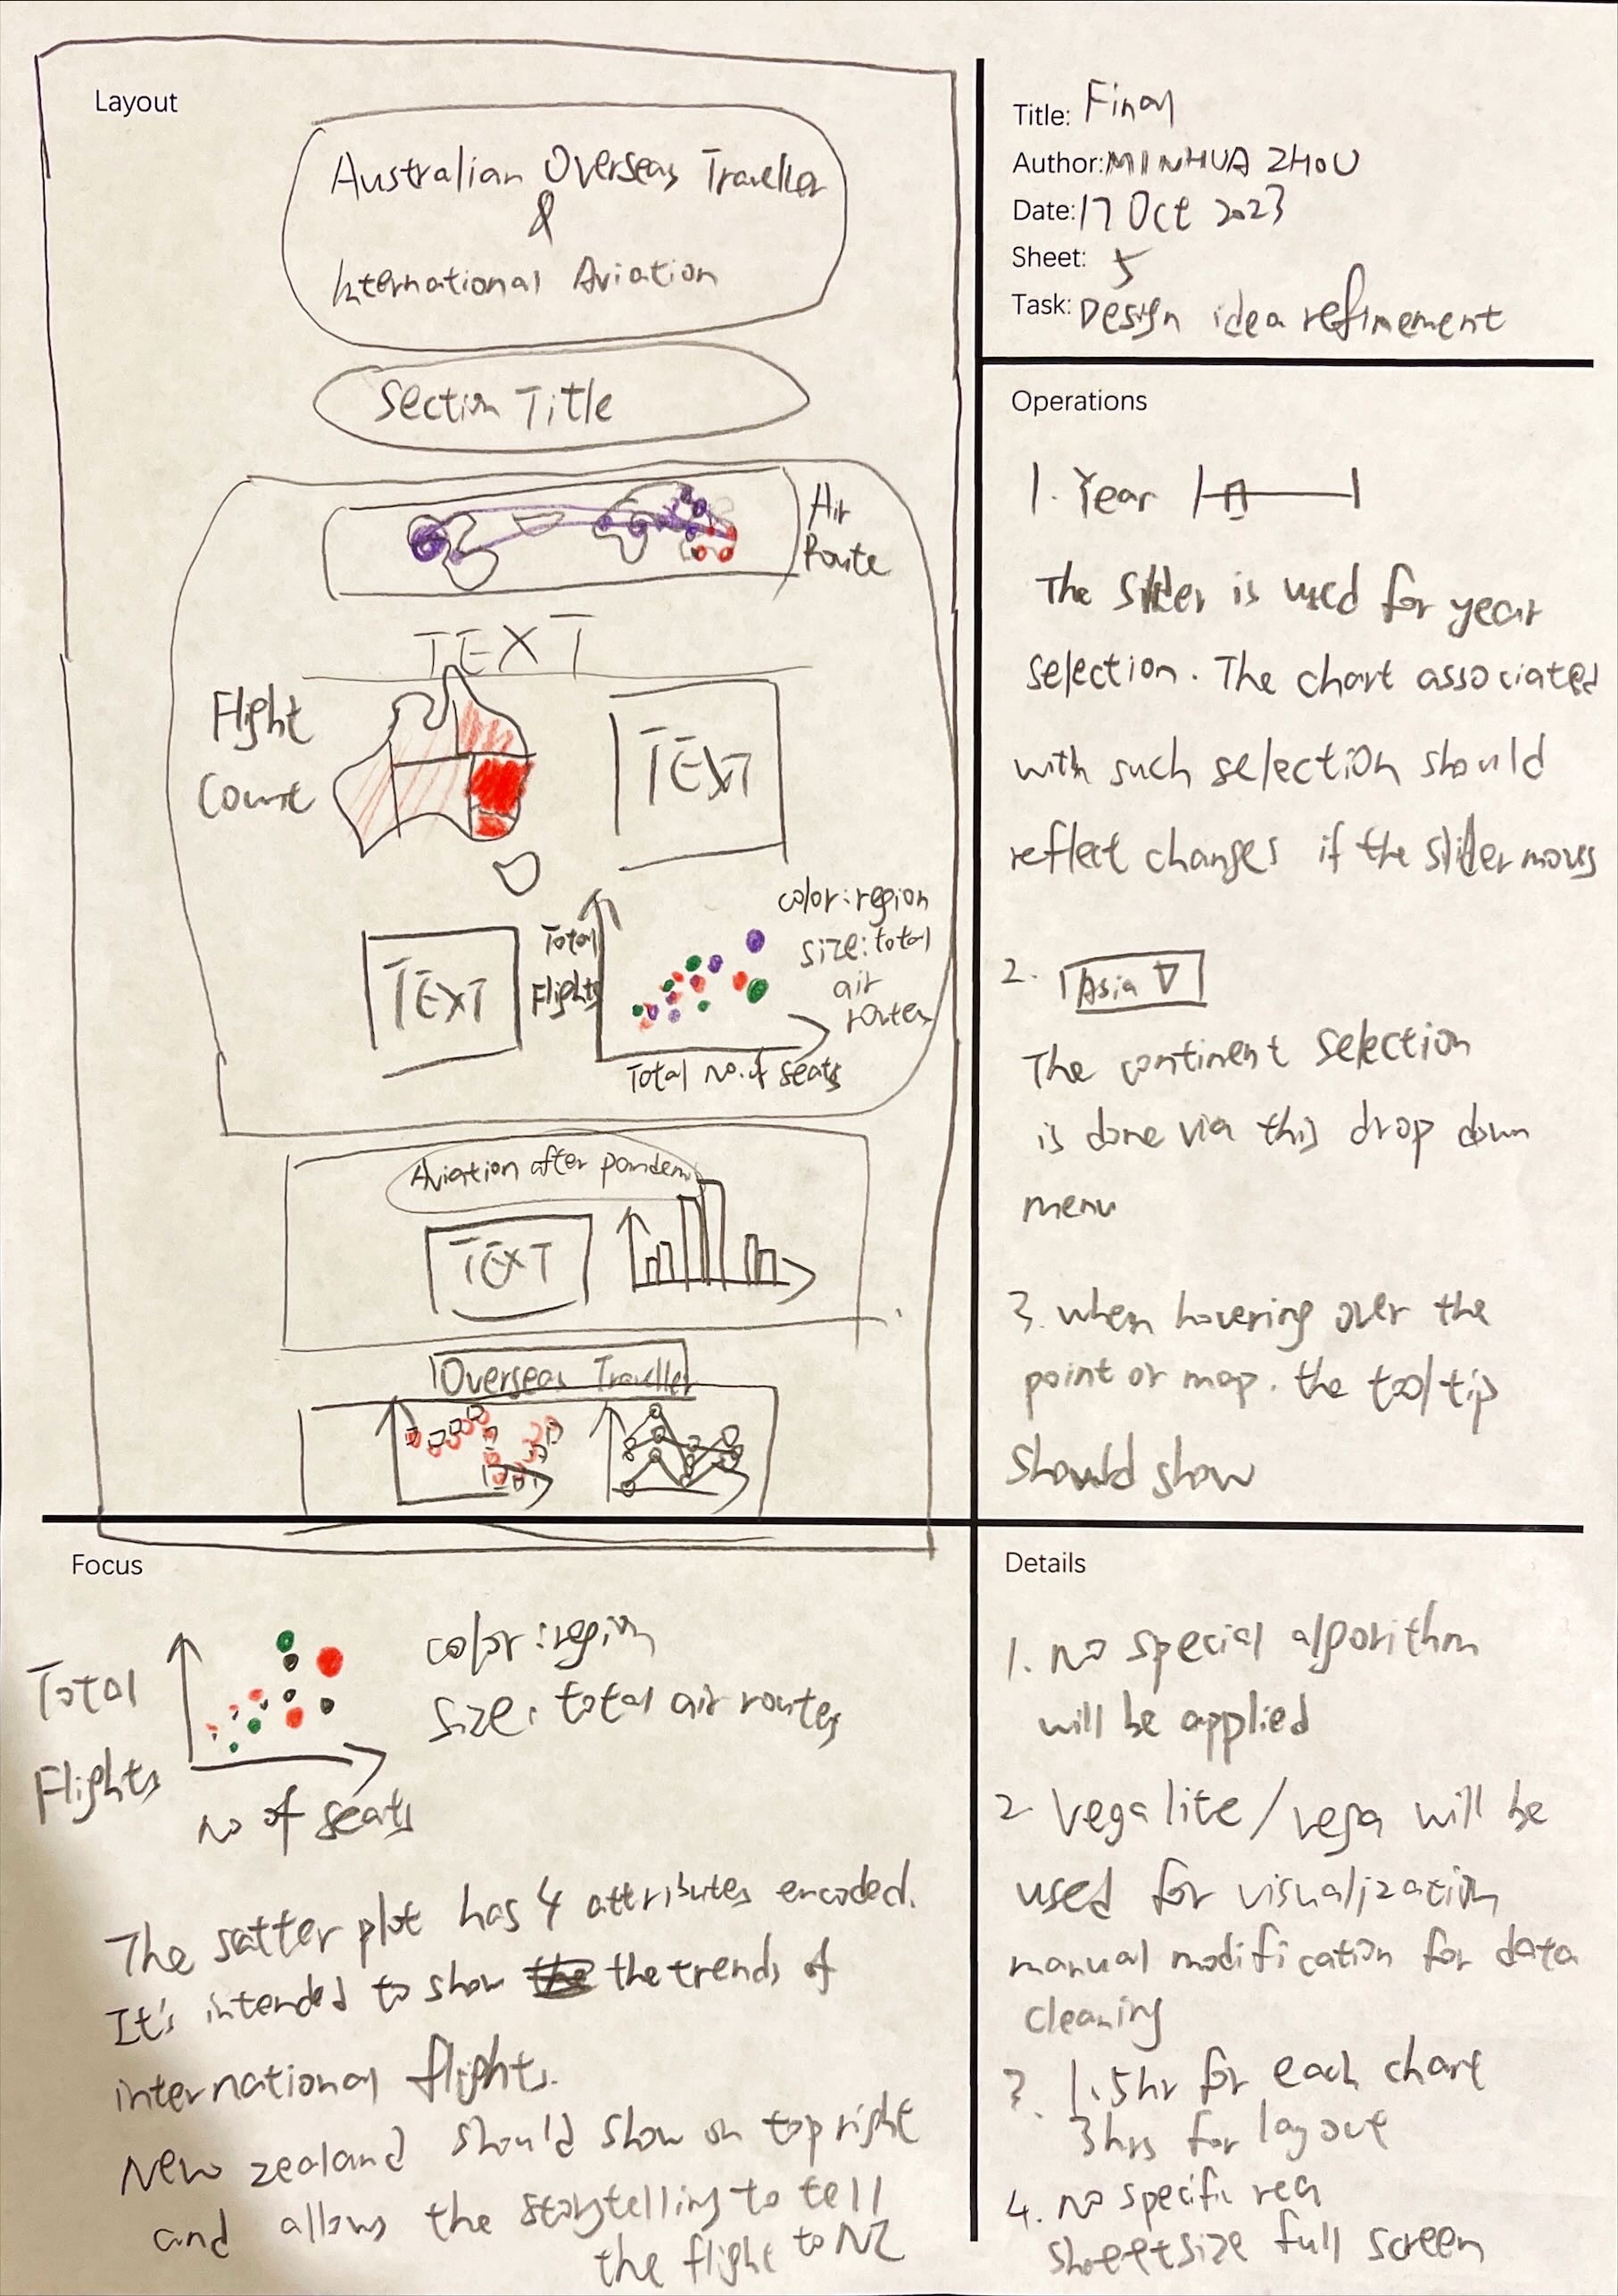 Layout
Australian Overseas Traveller
&
International Aviation
Section Title
Air
Route
TEXT
Flight
Count
TEXT
TEXT
Total
Flights
color: region
size: total
air
routes
Total no. of seats
Aviation after pandemi
TEXT
Overseas Traveller
Title: Final
Author: MINHUA ZHOU
Date: 17 Oct 2023
Sheet: 5
Task: Design idea refinement
Operations
1. Year
The slider is used for year
selection. The chart associated
with such selection should
reflect changes if the slider moves
2. Asia ▽
The continent selection
is done via this drop down
menu
3. when hovering over the
point or map. the tooltip
should show
Focus
Total
Flights
No of seats
color: region
size: total air routes
The satter plot has 4 attributes encoded.
It's intended to show the the trends of
international flights.
New zealand should show on top right
and allows the storytelling to tell
the flight to NZ
Details
1. no special algorithm
will be applied
2. Vega lite / vega will be
used for visualization
manual modification for data
cleaning
3. 1.5hr for each chart
3hrs for layout
4. no specific req
sheet size full screen